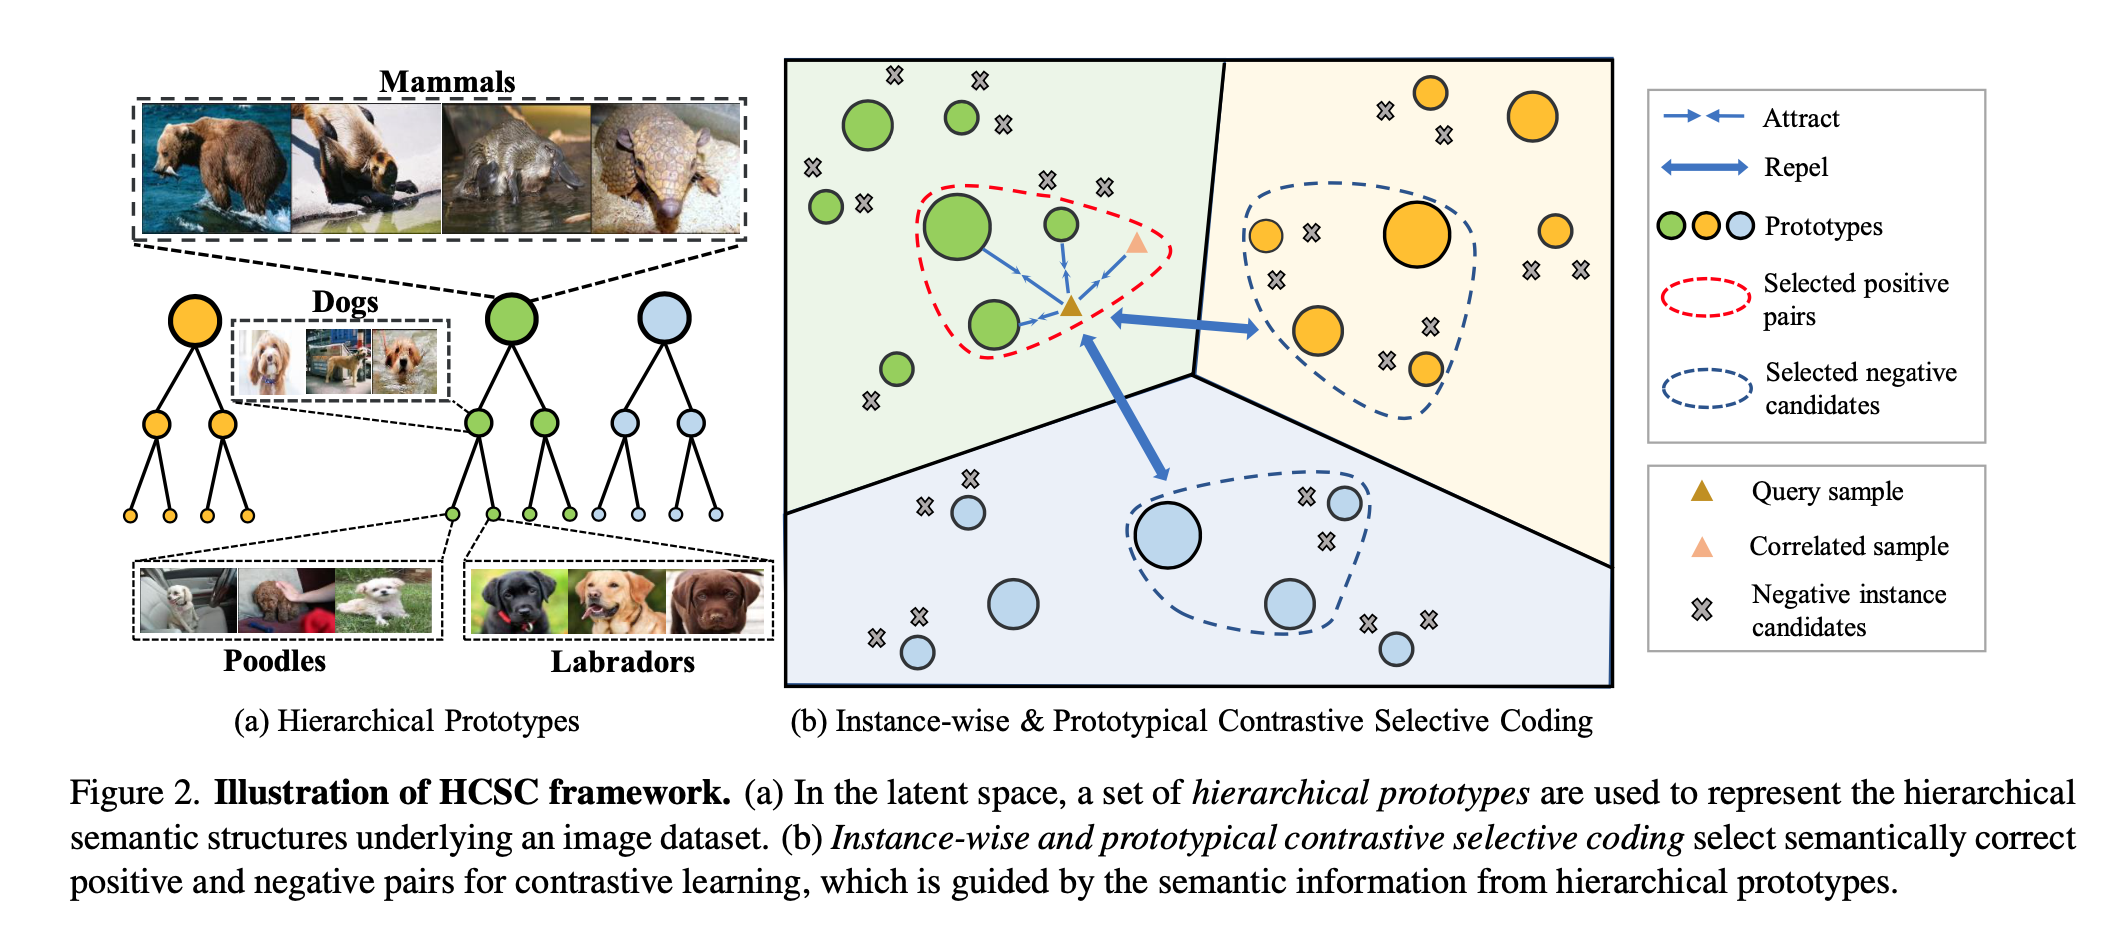 Mammals
Dogs
Poodles
Labradors
(a) Hierarchical Prototypes
(b) Instance-wise & Prototypical Contrastive Selective Coding
Attract
Repel
Prototypes
Selected positive
pairs
Selected negative
candidates
Query sample
Correlated sample
Negative instance
candidates
Figure 2. Illustration of HCSC framework. (a) In the latent space, a set of hierarchical prototypes are used to represent the hierarchical
semantic structures underlying an image dataset. (b) Instance-wise and prototypical contrastive selective coding select semantically correct
positive and negative pairs for contrastive learning, which is guided by the semantic information from hierarchical prototypes.